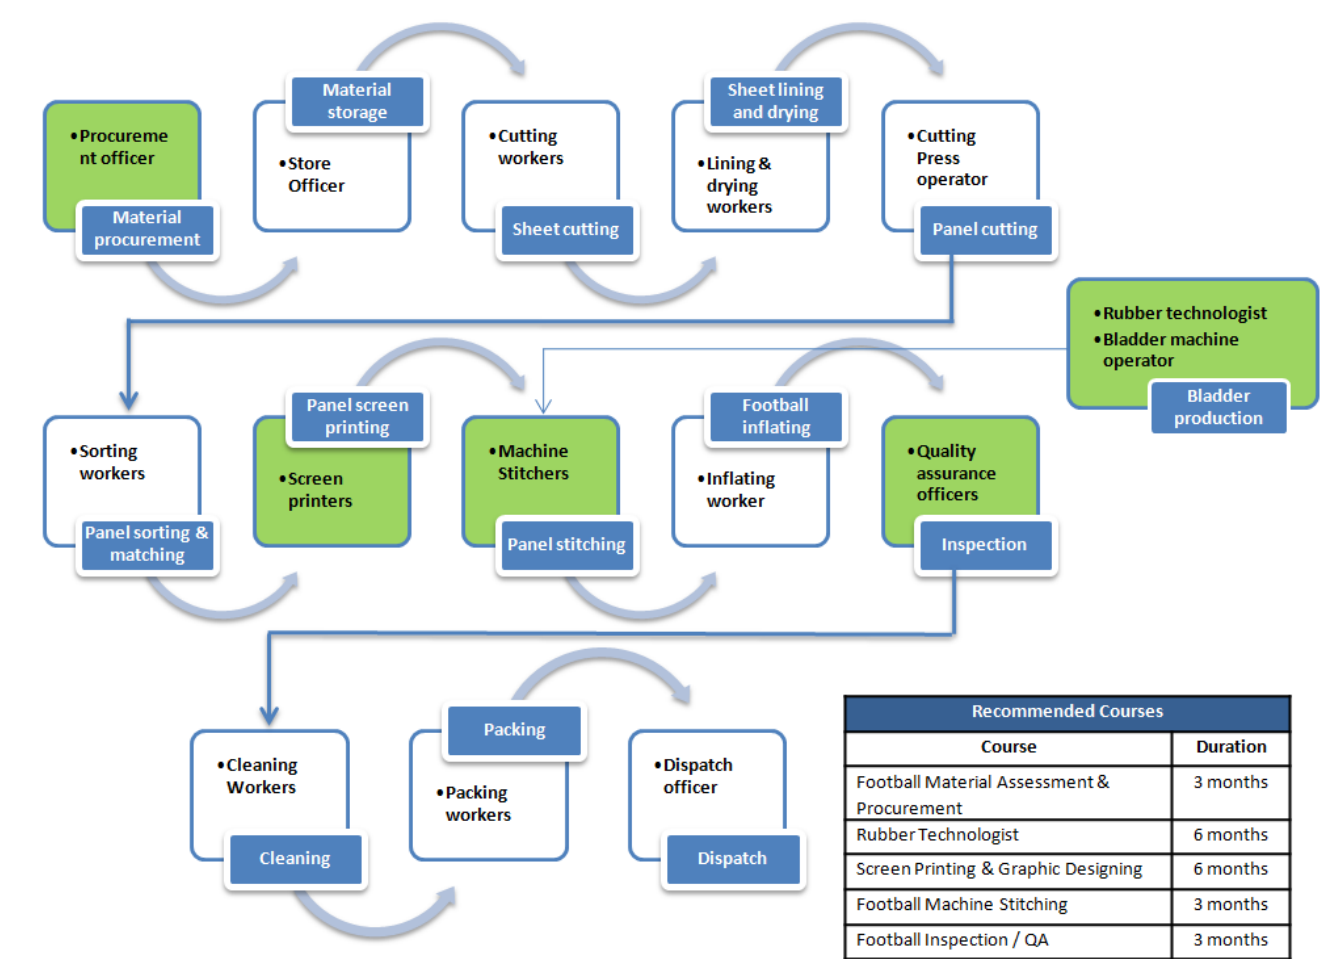 Material
storage
Sheet lining
and drying
•Procureme
nt officer
•Store
Officer
•Cutting
workers
•Lining &
drying
workers
•Cutting
Press
operator
Material
procurement
Sheet cutting
Panel cutting
•Rubber technologist
•Bladder machine
operator
Bladder
production
Panel screen
printing
Football
inflating
•Sorting
workers
•Screen
printers
•Machine
Stitchers
•Inflating
worker
•Quality
assurance
officers
Panel sorting &
matching
Panel stitching
Inspection
Packing
•Cleaning
Workers
•Packing
workers
•Dispatch
officer
Cleaning
Dispatch
Recommended Courses
Course Duration
Football Material Assessment & 3 months
Procurement
Rubber Technologist 6 months
Screen Printing & Graphic Designing 6 months
Football Machine Stitching 3 months
Football Inspection / QA 3 months